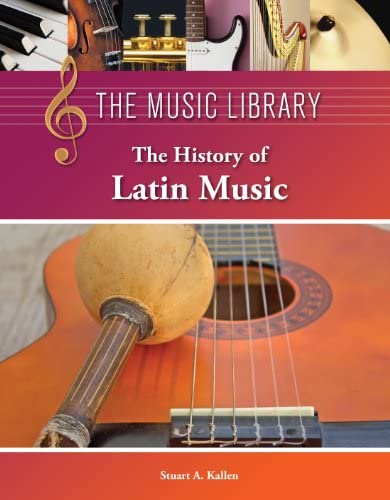 THE MUSIC LIBRARY
The History of
Latin Music
Stuart A. Kallen